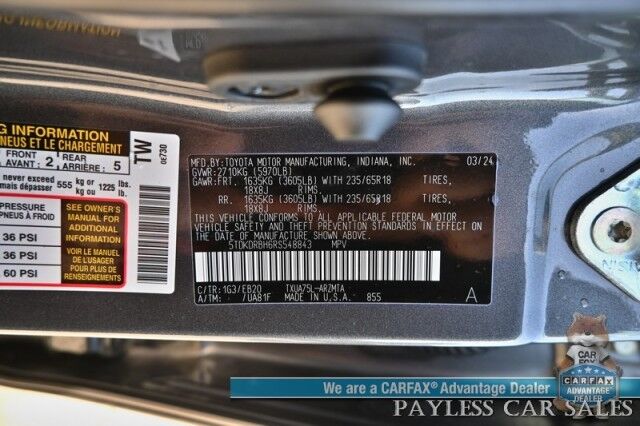 G INFORMATION
PNEUS ET LE CHARGEMENT
FRONT AVANT : 2 REAR ARRIÈRE 5
never exceed
mais dépasser 555 kg or kg ou 1225 lbs. lb.
PRESSURE
PNEUS À FROID
36 PSI
36 PSI
60 PSI
SEE OWNER'S
MANUAL FOR
ADDITIONAL
INFORMATION
VOIR LE MANUEL
DE L'USAGER
POUR PLUS DE
RENSEIGNEMENTS
TW
0E730
MFD.BY:TOYOTA MOTOR MANUFACTURING, INDIANA, INC. 03/24
GVWR:2710KG (5970LB)
GAWR:FRT. 1635KG (3605LB) WITH 235/65R18 TIRES,
18X8J RIMS,
RR. 1635KG (3605LB) WITH 235/65R18 TIRES,
18X8J RIMS.
THIS VEHICLE CONFORMS TO ALL APPLICABLE FEDERAL MOTOR
VEHICLE SAFETY AND THEFT PREVENTION STANDARDS IN EFFECT ON
THE DATE OF MANUFACTURE SHOWN ABOVE.
5TDKDRBH6RS548843 MPV
C/TR: 1G3/EB20 TXUA75L-ARZMTA
A/TM: /UA81F MADE IN U.S.A. 855 A
We are a CARFAX® Advantage Dealer
CAR
FOX
CARFAX
ADVANTAGE
DEALER
PAYLESS CAR SALES